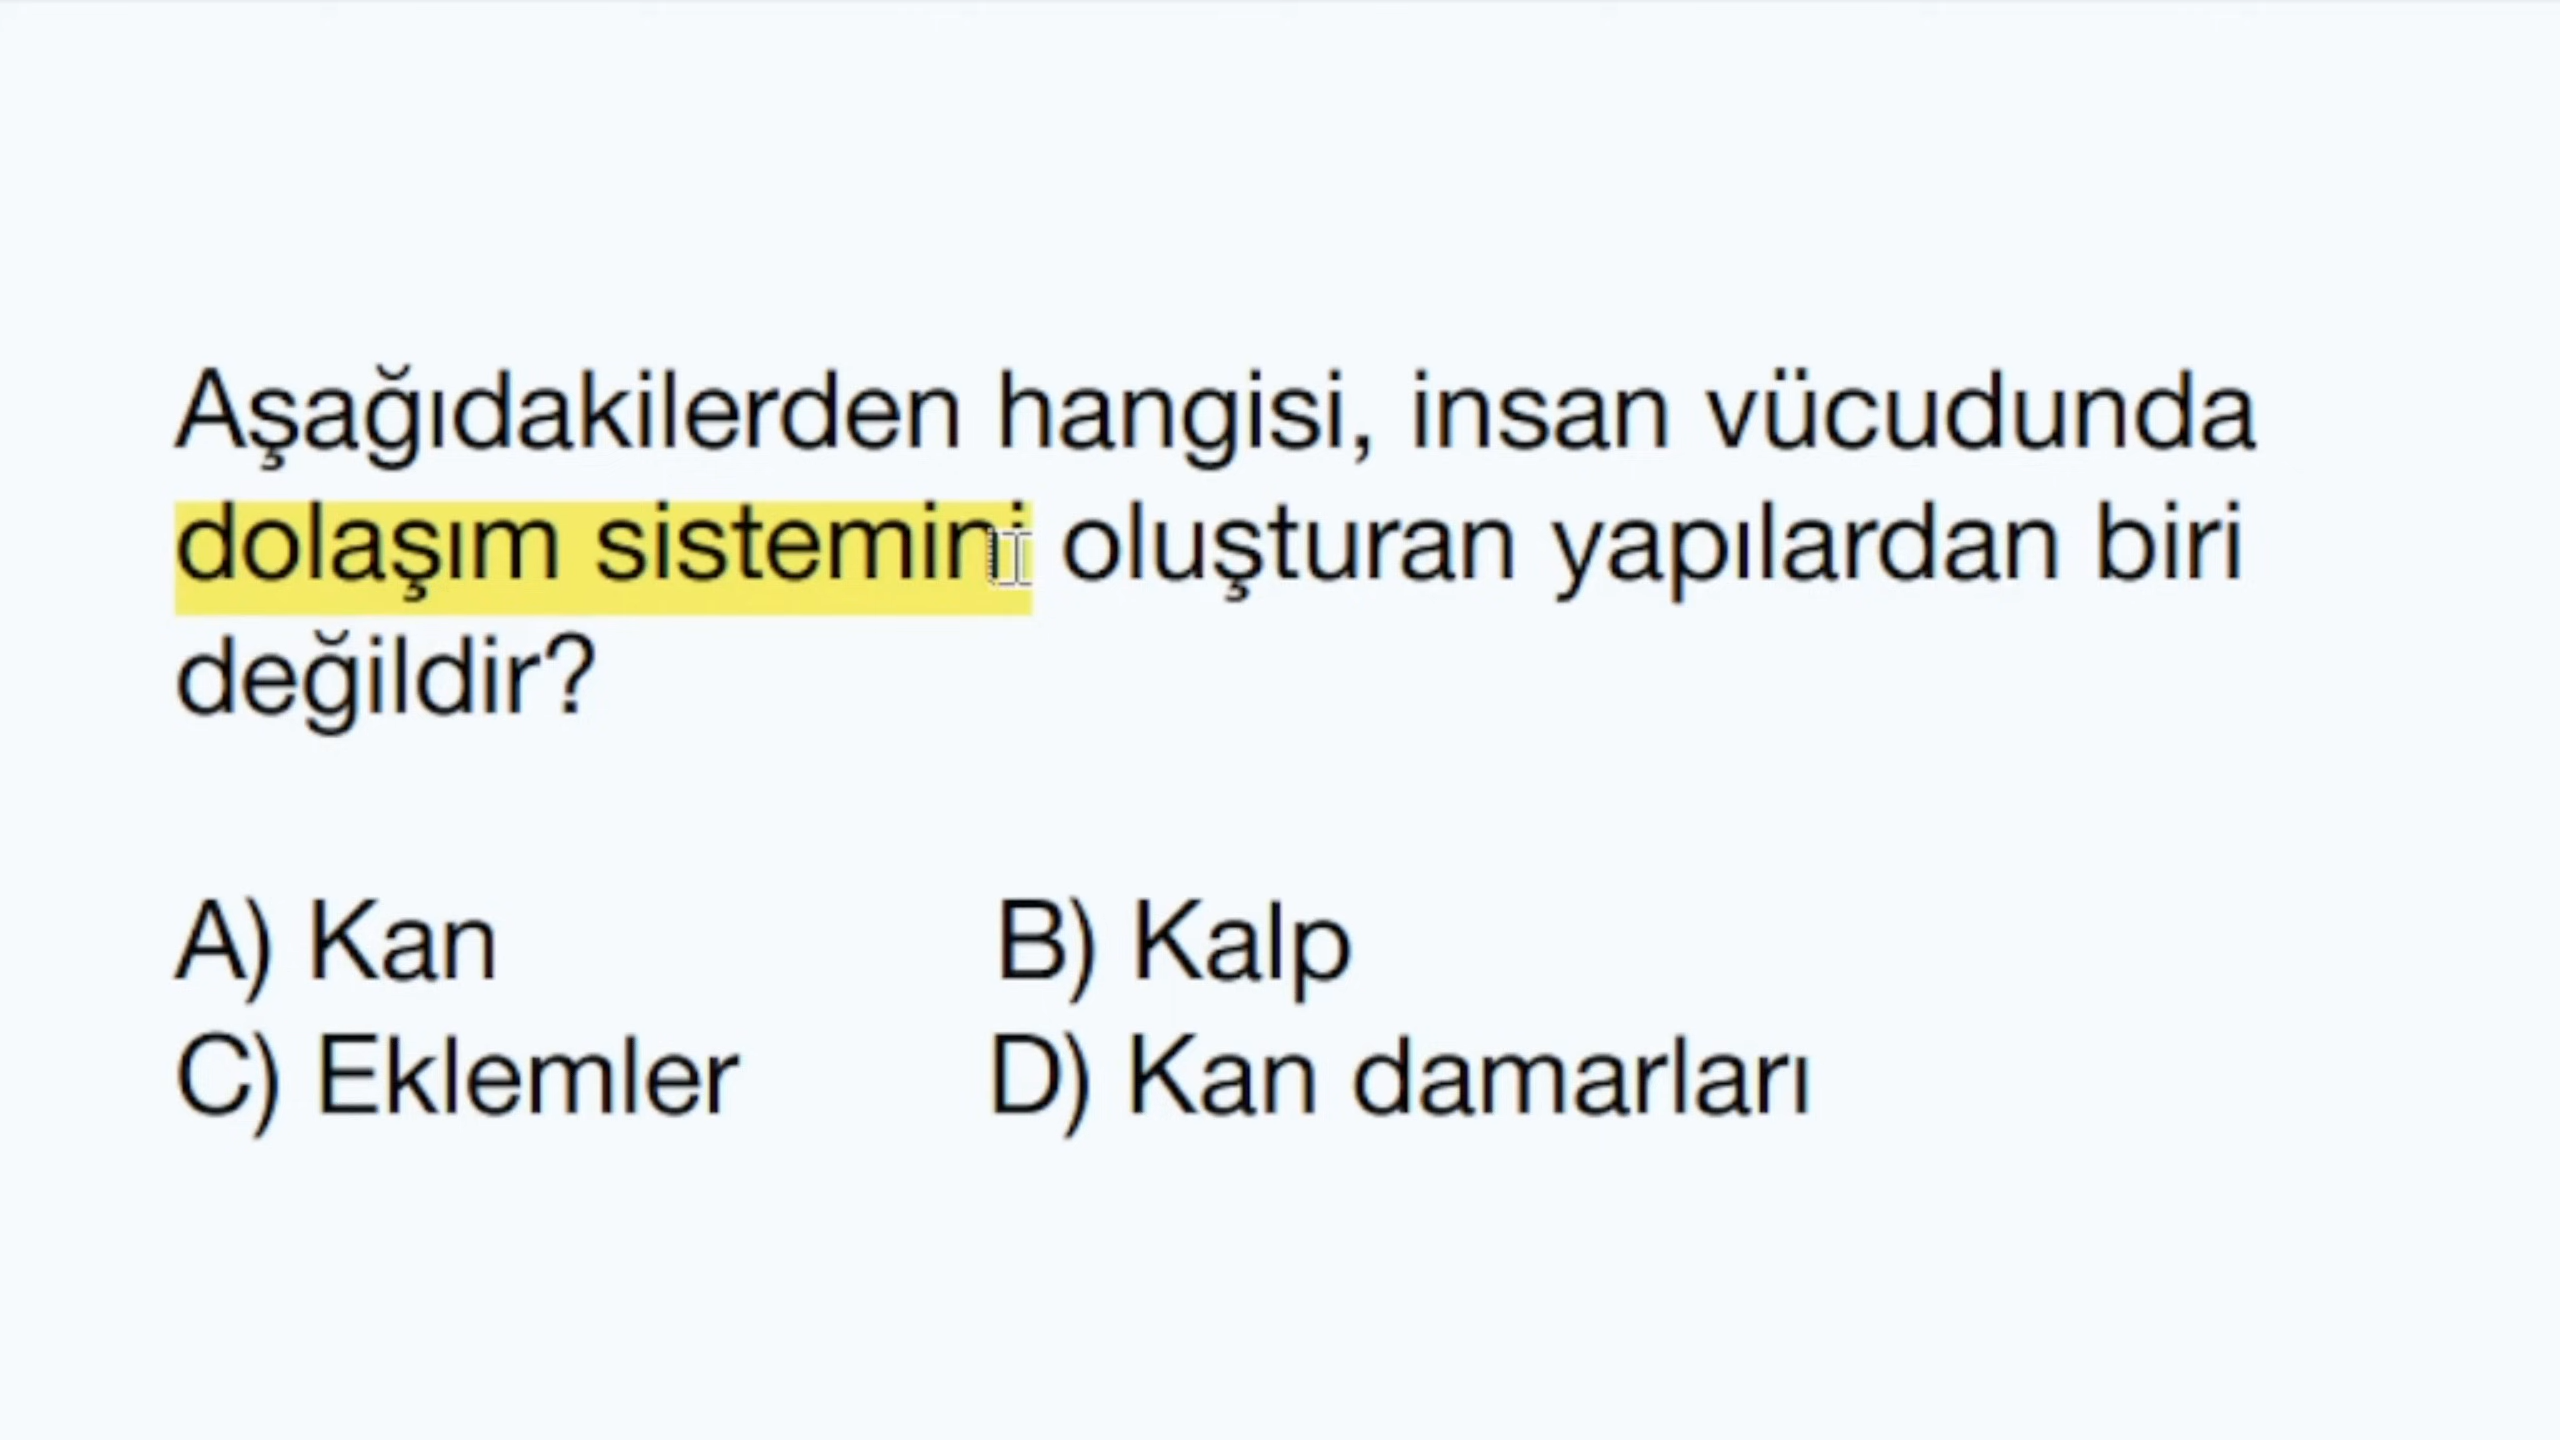 Aşağıdakilerden hangisi, insan vücudunda
dolaşım sistemini oluşturan yapılardan biri
değildir?
A) Kan B) Kalp
C) Eklemler D) Kan damarları